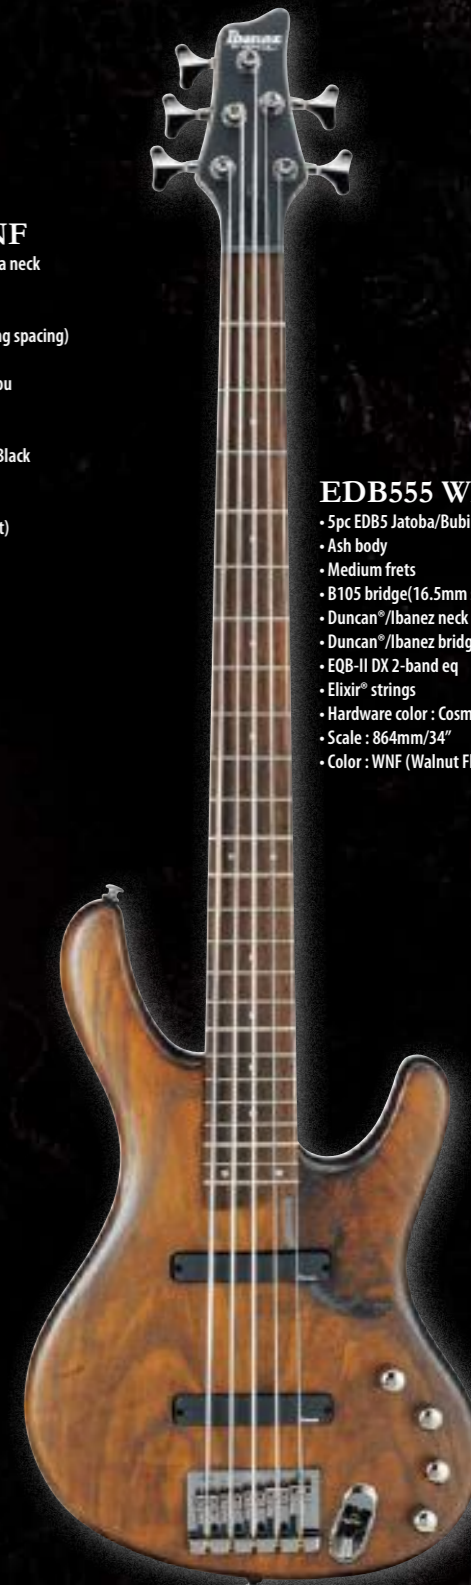 Ibanez
NF
a neck
ng spacing)
ou
Black
t)
EDB555 W
• 5pc EDB5 Jatoba/Bubi
• Ash body
• Medium frets
• B105 bridge(16.5mm
• Duncan®/Ibanez neck
• Duncan®/Ibanez bridg
• EQB-II DX 2-band eq
• Elixir® strings
• Hardware color : Cosm
• Scale : 864mm/34"
• Color : WNF (Walnut Fl